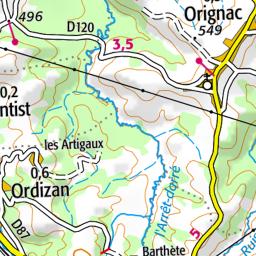 496
D120
Orignac
3,5
549
0,2
ntist
les Artigaux
0,6
Ordizan
l'Arrêt-darré
D87
5
Barthète